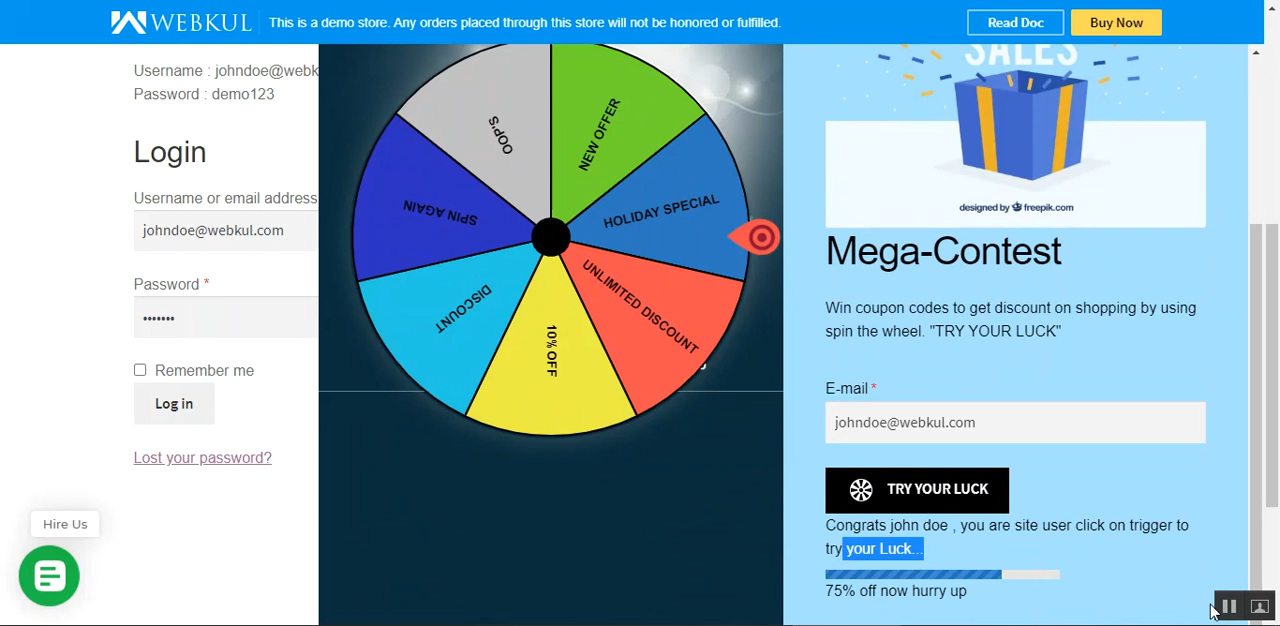 WEBKUL
This is a demo store. Any orders placed through this store will not be honored or fulfilled.
Read Doc
Buy Now
Username : johndoe@webk
Password : demo123
Login
Username or email address
johndoe@webkul.com
Password *
•••••••
Remember me
Log in
Lost your password?
Hire Us
OOP'S
NEW OFFER
HOLIDAY SPECIAL
UNLIMITED DISCOUNT
10% OFF
DISCOUNT
SPIN AGAIN
SALES
designed by freepik.com
Mega-Contest
Win coupon codes to get discount on shopping by using
spin the wheel. "TRY YOUR LUCK"
E-mail *
johndoe@webkul.com
TRY YOUR LUCK
Congrats john doe , you are site user click on trigger to
try your Luck...
75% off now hurry up